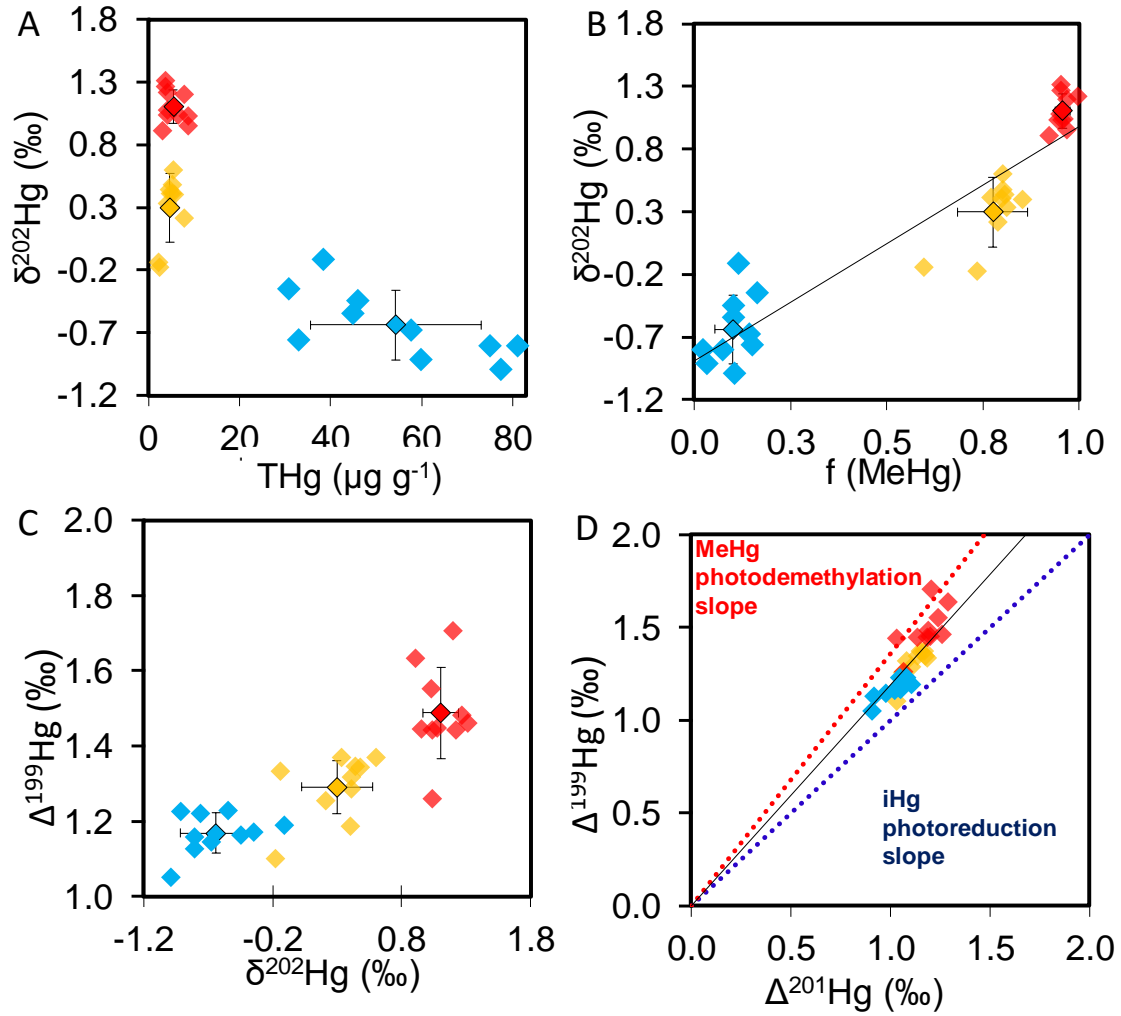 A
1.8
1.3
0.8
0.3
-0.2
-0.7
-1.2
δ²⁰²Hg (‰)
0
20
40
60
80
THg (µg g⁻¹)
B
1.8
1.3
0.8
0.3
-0.2
-0.7
-1.2
δ²⁰²Hg (‰)
0.0
0.3
0.5
0.8
1.0
f (MeHg)
C
2.0
1.8
1.6
1.4
1.2
1.0
Δ¹⁹⁹Hg (‰)
-1.2
-0.2
0.8
1.8
δ²⁰²Hg (‰)
D
2.0
1.5
1.0
0.5
0.0
Δ¹⁹⁹Hg (‰)
MeHg
photodemethylation
slope
iHg
photoreduction
slope
0.0
0.5
1.0
1.5
2.0
Δ²⁰¹Hg (‰)